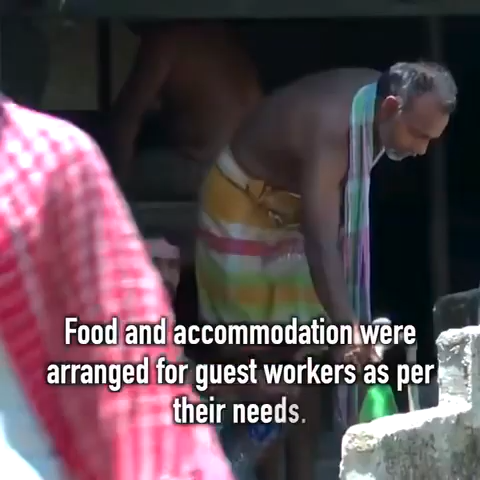 Food and accommodation were
arranged for guest workers as per
their needs.